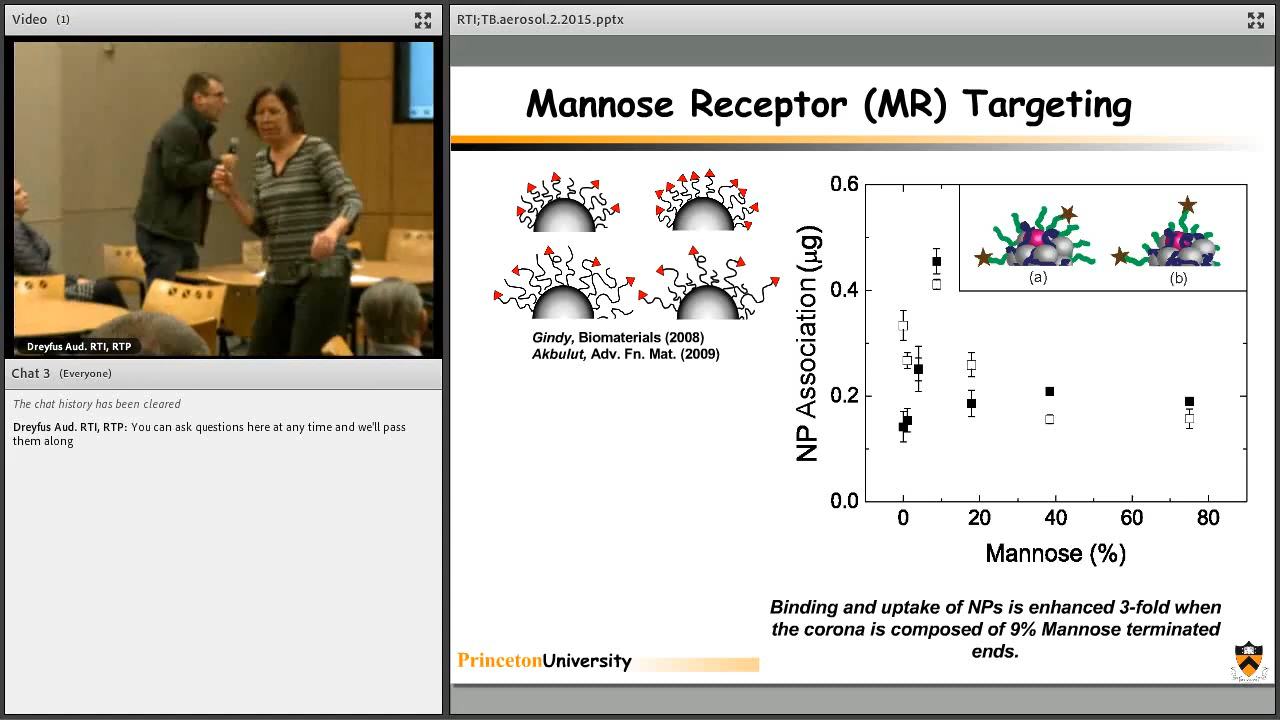 Video (1)
Dreyfus Aud. RTI, RTP
Chat 3 (Everyone)
The chat history has been cleared
Dreyfus Aud. RTI, RTP: You can ask questions here at any time and we'll pass
them along
RTI;TB.aerosol.2.2015.pptx
Mannose Receptor (MR) Targeting
Gindy, Biomaterials (2008)
Akbulut, Adv. Fn. Mat. (2009)
NP Association (μg)
0.6
0.4
0.2
0.0
(a) (b)
0 20 40 60 80
Mannose (%)
Binding and uptake of NPs is enhanced 3-fold when
the corona is composed of 9% Mannose terminated
ends.
PrincetonUniversity